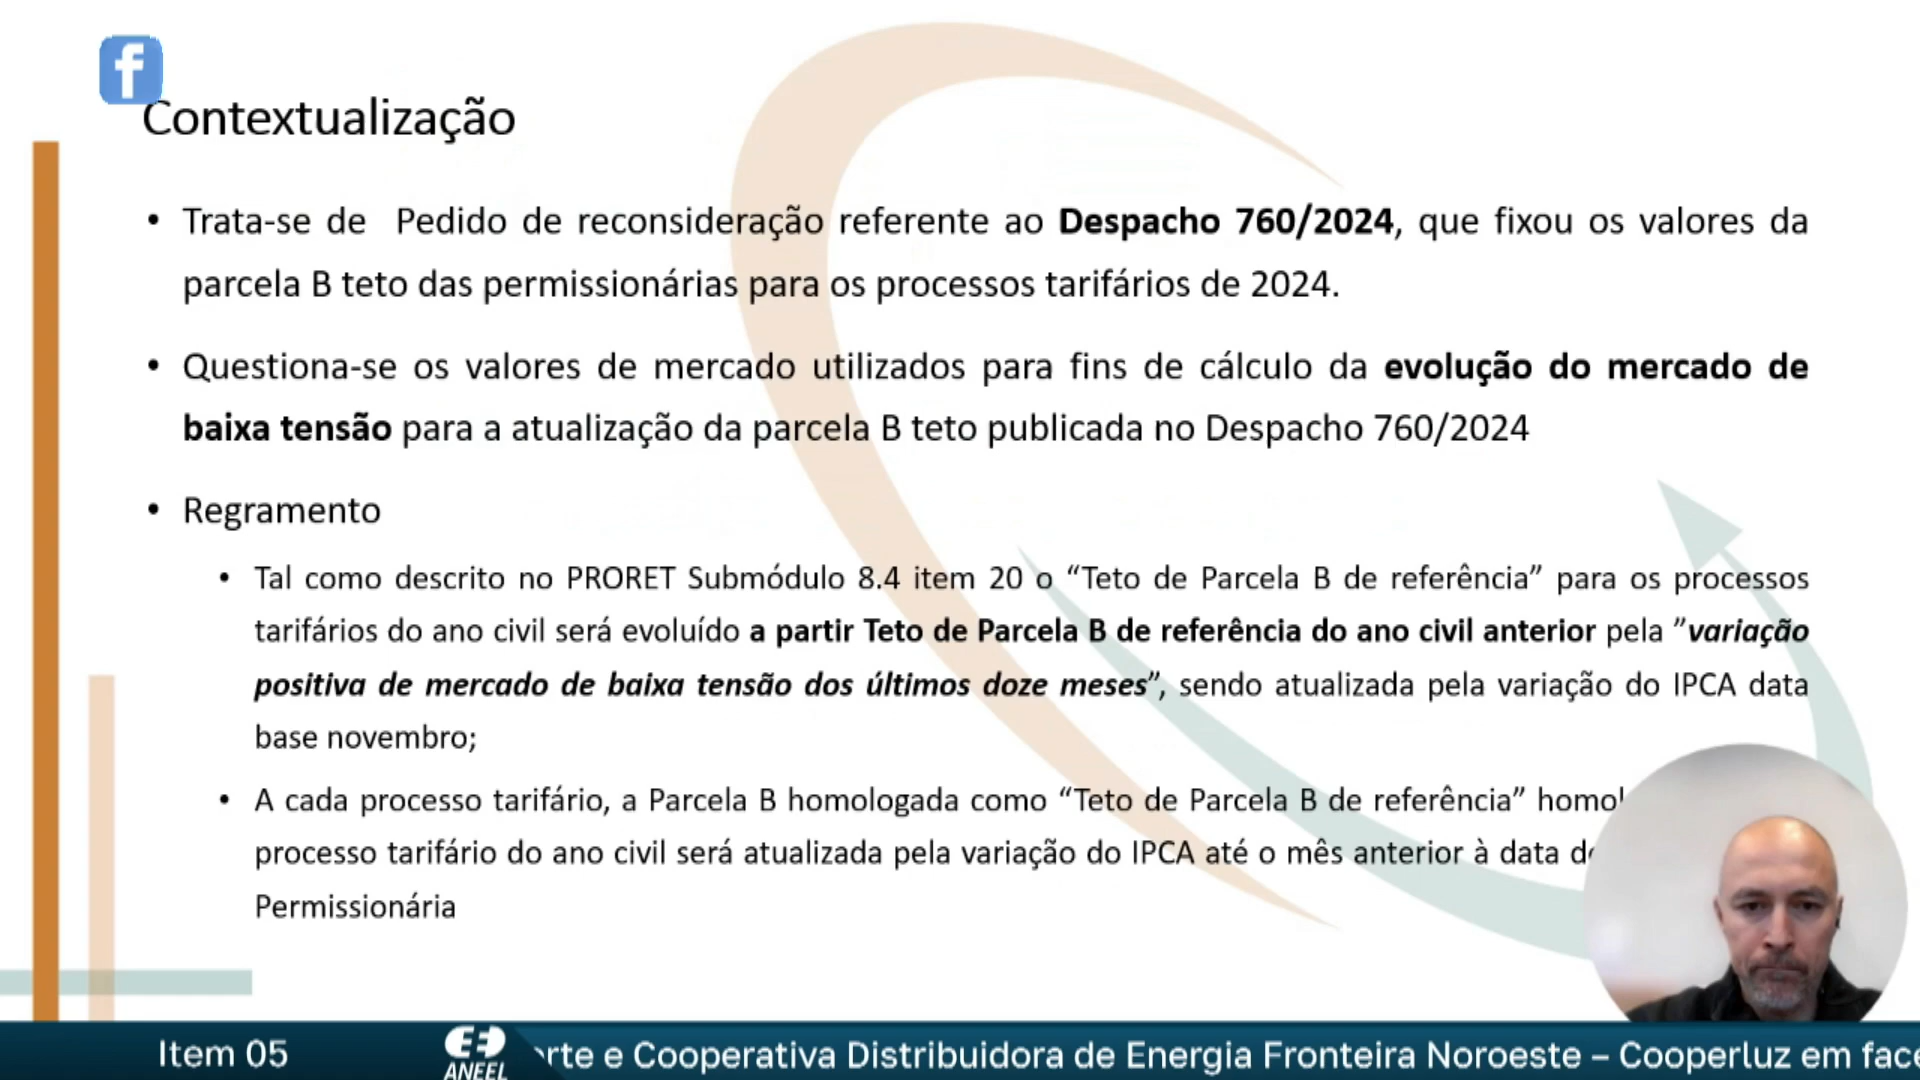 f
Contextualização
• Trata-se de Pedido de reconsideração referente ao Despacho 760/2024, que fixou os valores da
parcela B teto das permissionárias para os processos tarifários de 2024.
• Questiona-se os valores de mercado utilizados para fins de cálculo da evolução do mercado de
baixa tensão para a atualização da parcela B teto publicada no Despacho 760/2024
• Regramento
• Tal como descrito no PRORET Submódulo 8.4 item 20 o “Teto de Parcela B de referência” para os processos
tarifários do ano civil será evoluído a partir Teto de Parcela B de referência do ano civil anterior pela ”variação
positiva de mercado de baixa tensão dos últimos doze meses”, sendo atualizada pela variação do IPCA data
base novembro;
• A cada processo tarifário, a Parcela B homologada como “Teto de Parcela B de referência”
processo tarifário do ano civil será atualizada pela variação do IPCA até o mês anterior à data
Permissionária
Item 05
ANEEL
e Cooperativa Distribuidora de Energia Fronteira Noroeste – Cooperluz em